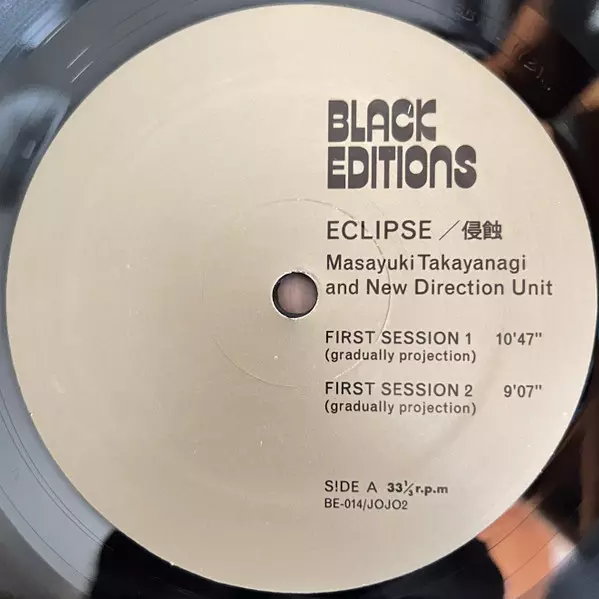 BLACK
EDITIONS
ECLIPSE／侵蝕
Masayuki Takayanagi
and New Direction Unit
FIRST SESSION 1 10'47"
(gradually projection)
FIRST SESSION 2 9'07"
(gradually projection)
SIDE A 33⅓ r.p.m
BE-014/JOJO2